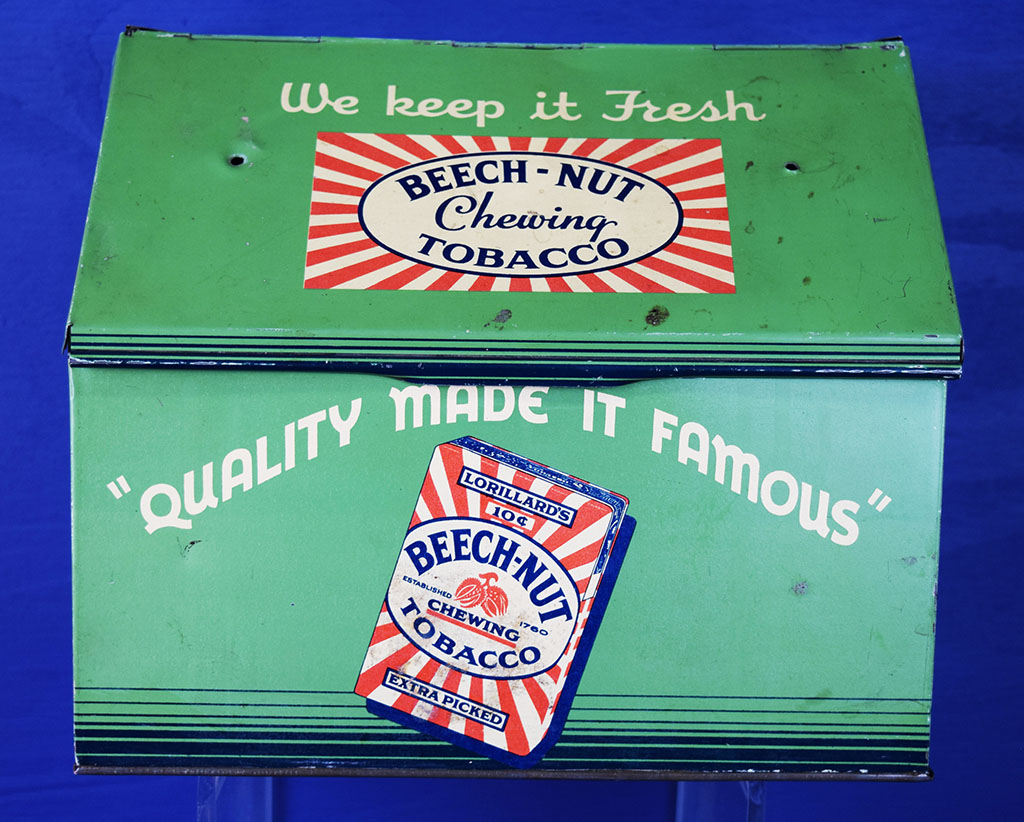 We keep it Fresh
BEECH-NUT
Chewing
TOBACCO
"QUALITY MADE IT FAMOUS"
LORILLARD'S
10¢
BEECH-NUT
ESTABLISHED 1760
CHEWING
TOBACCO
EXTRA PICKED